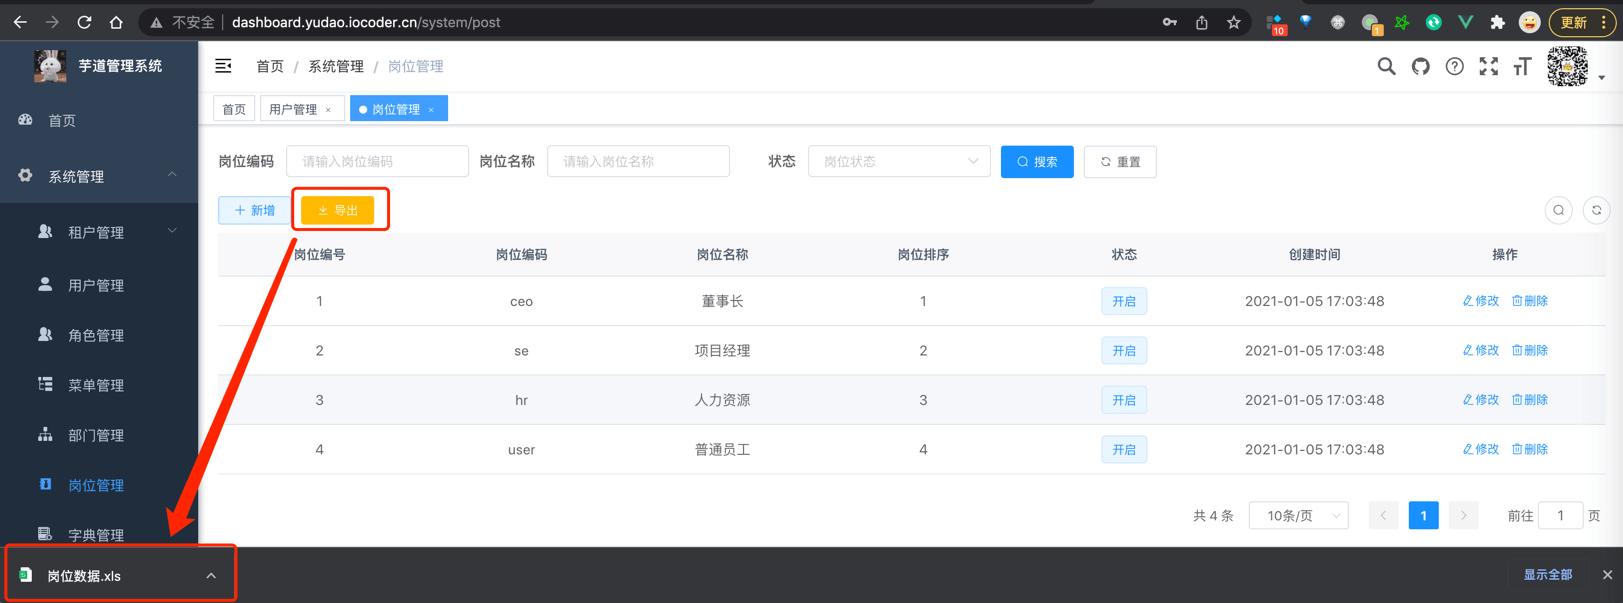 不安全 dashboard.yudao.iocoder.cn/system/post 10 1 更新
芋道管理系统 首页 / 系统管理 / 岗位管理
首页 用户管理 × 岗位管理 ×
首页
系统管理
租户管理
用户管理
角色管理
菜单管理
部门管理
岗位管理
字典管理
岗位编码 请输入岗位编码 岗位名称 请输入岗位名称 状态 岗位状态 搜索 重置
+ 新增 导出
岗位编号 岗位编码 岗位名称 岗位排序 状态 创建时间 操作
1 ceo 董事长 1 开启 2021-01-05 17:03:48 修改 删除
2 se 项目经理 2 开启 2021-01-05 17:03:48 修改 删除
3 hr 人力资源 3 开启 2021-01-05 17:03:48 修改 删除
4 user 普通员工 4 开启 2021-01-05 17:03:48 修改 删除
共 4 条 10条/页 1 前往 1 页
岗位数据.xls 显示全部